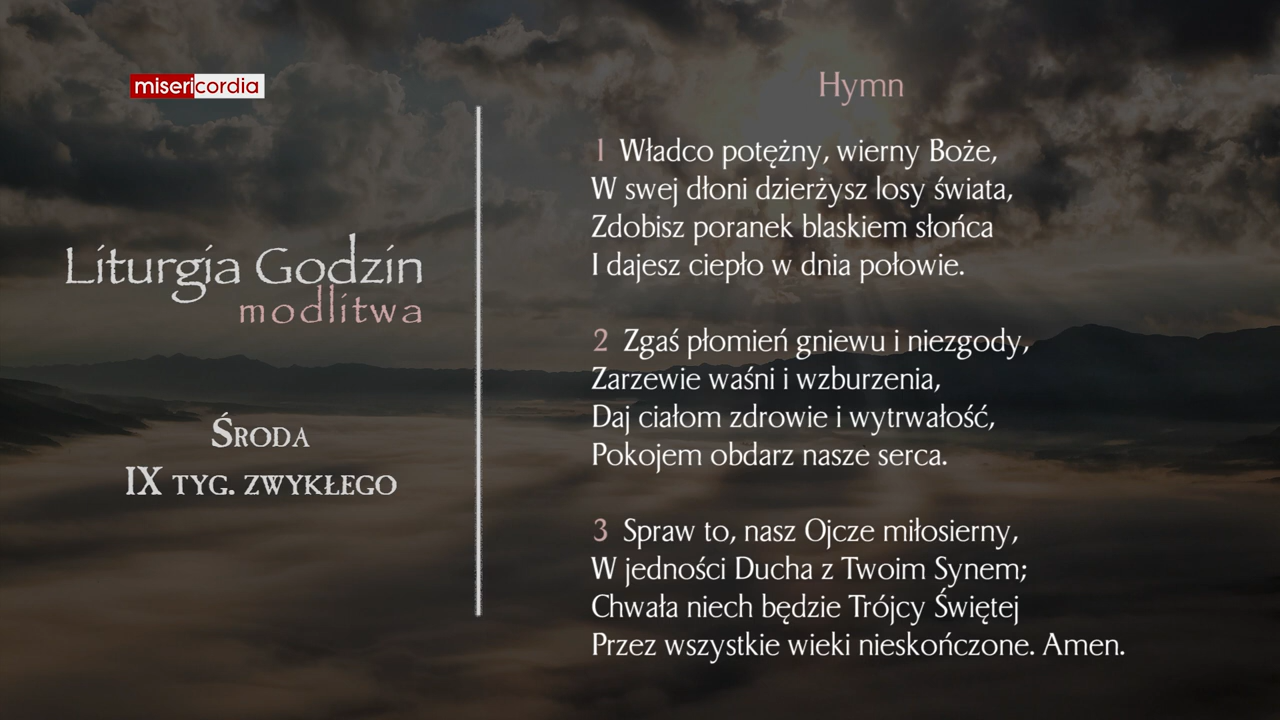 misericordia
Liturgia Godzin
modlitwa
Środa
IX tyg. zwykłego
Hymn
1 Władco potężny, wierny Boże,
W swej dłoni dzierżysz losy świata,
Zdobisz poranek blaskiem słońca
I dajesz ciepło w dnia połowie.
2 Zgaś płomień gniewu i niezgody,
Zarzewie waśni i wzburzenia,
Daj ciałom zdrowie i wytrwałość,
Pokojem obdarz nasze serca.
3 Spraw to, nasz Ojcze miłosierny,
W jedności Ducha z Twoim Synem;
Chwała niech będzie Trójcy Świętej
Przez wszystkie wieki nieskończone. Amen.